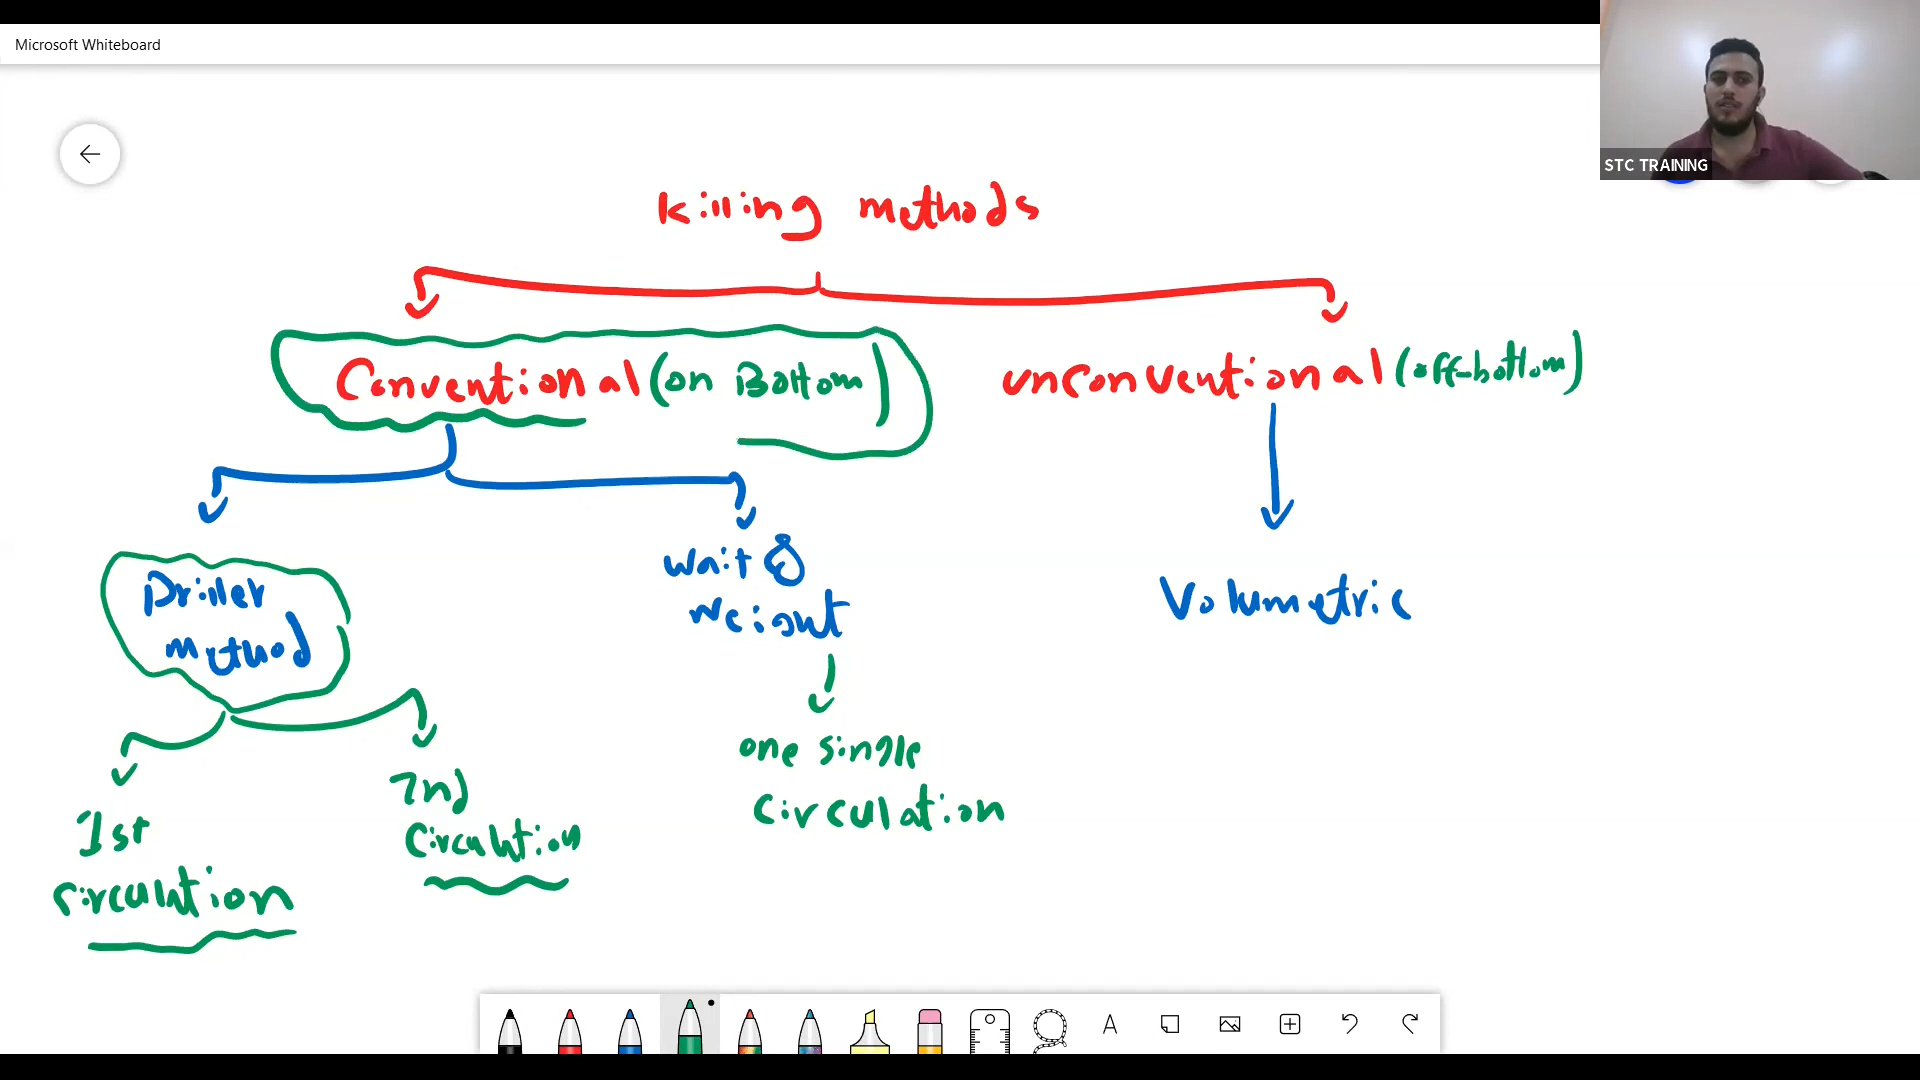 Microsoft Whiteboard
STC TRAINING
killing methods
Conventional (on Bottom)
unconventional (off-bottom)
Driller
method
wait &
weight
Volumetric
one single
circulation
1st
circulation
2nd
circulation
A